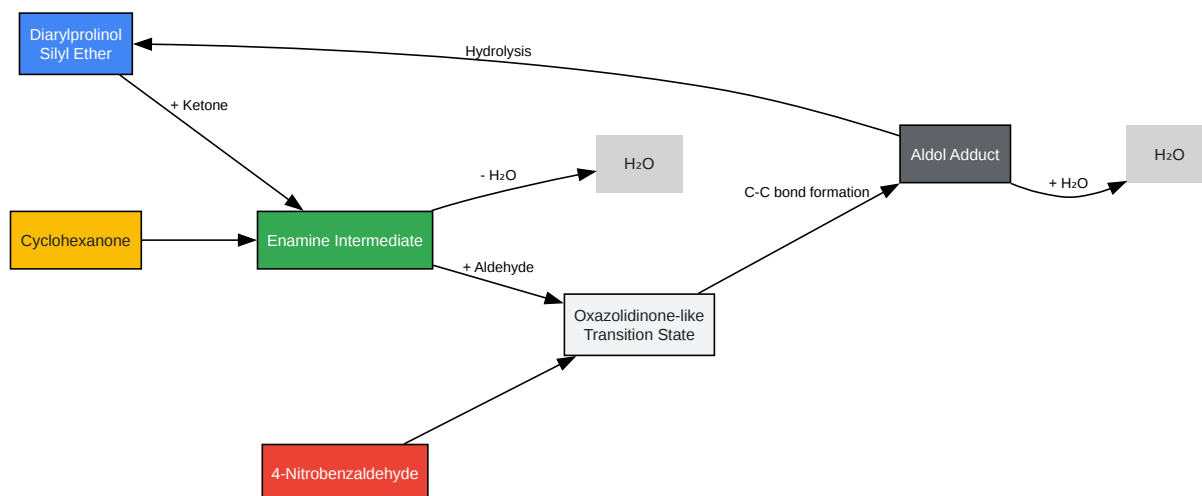 Diarylprolinol
Silyl Ether
Hydrolysis
+ Ketone
Aldol Adduct
H₂O
H₂O
- H₂O
+ H₂O
C-C bond formation
Cyclohexanone
Enamine Intermediate
+ Aldehyde
Oxazolidinone-like
Transition State
4-Nitrobenzaldehyde